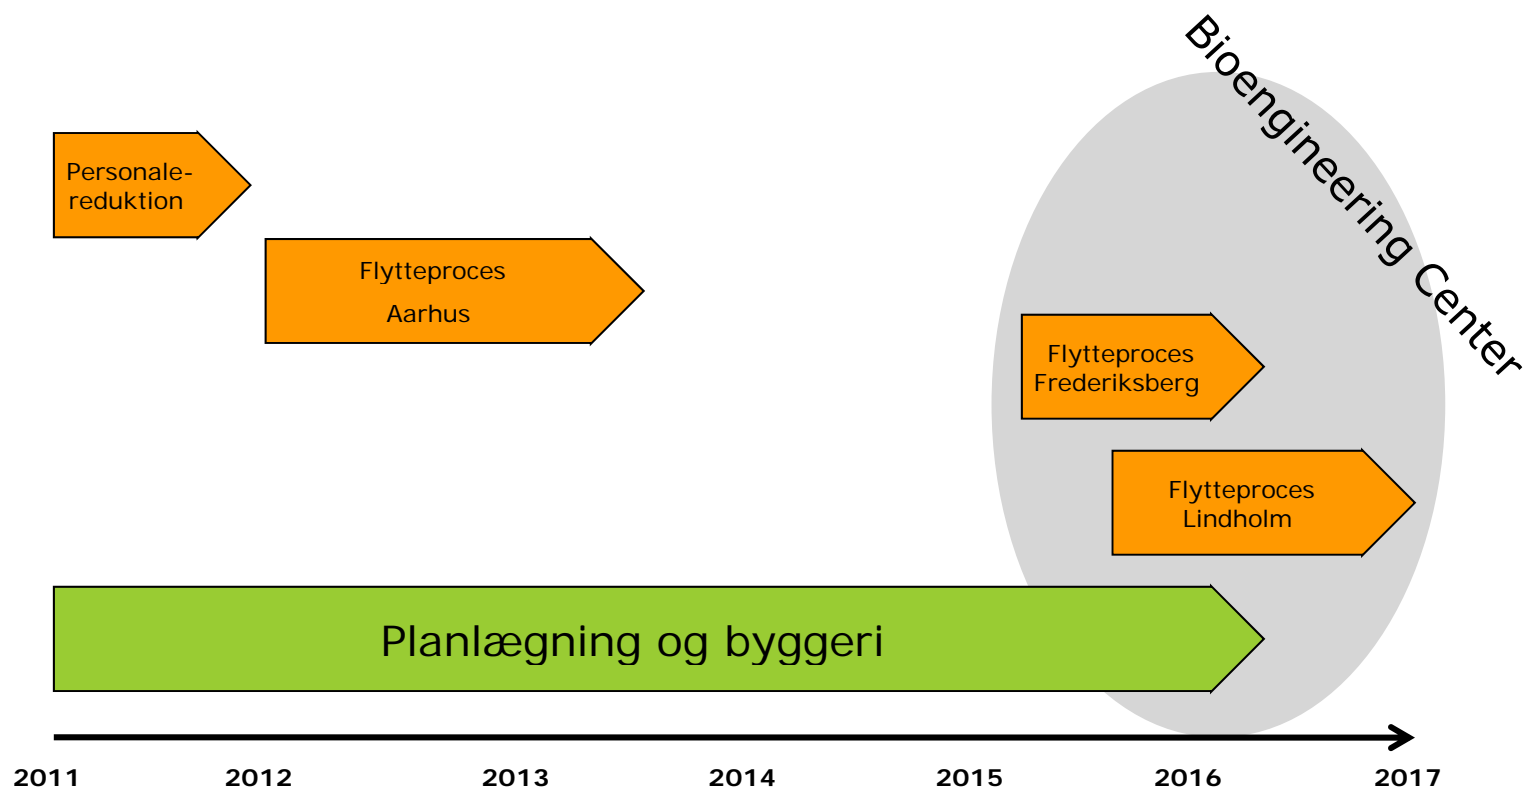 Bioengineering Center
Personale-
reduktion
Flytteproces
Aarhus
Flytteproces
Frederiksberg
Flytteproces
Lindholm
Planlægning og byggeri
2011 2012 2013 2014 2015 2016 2017